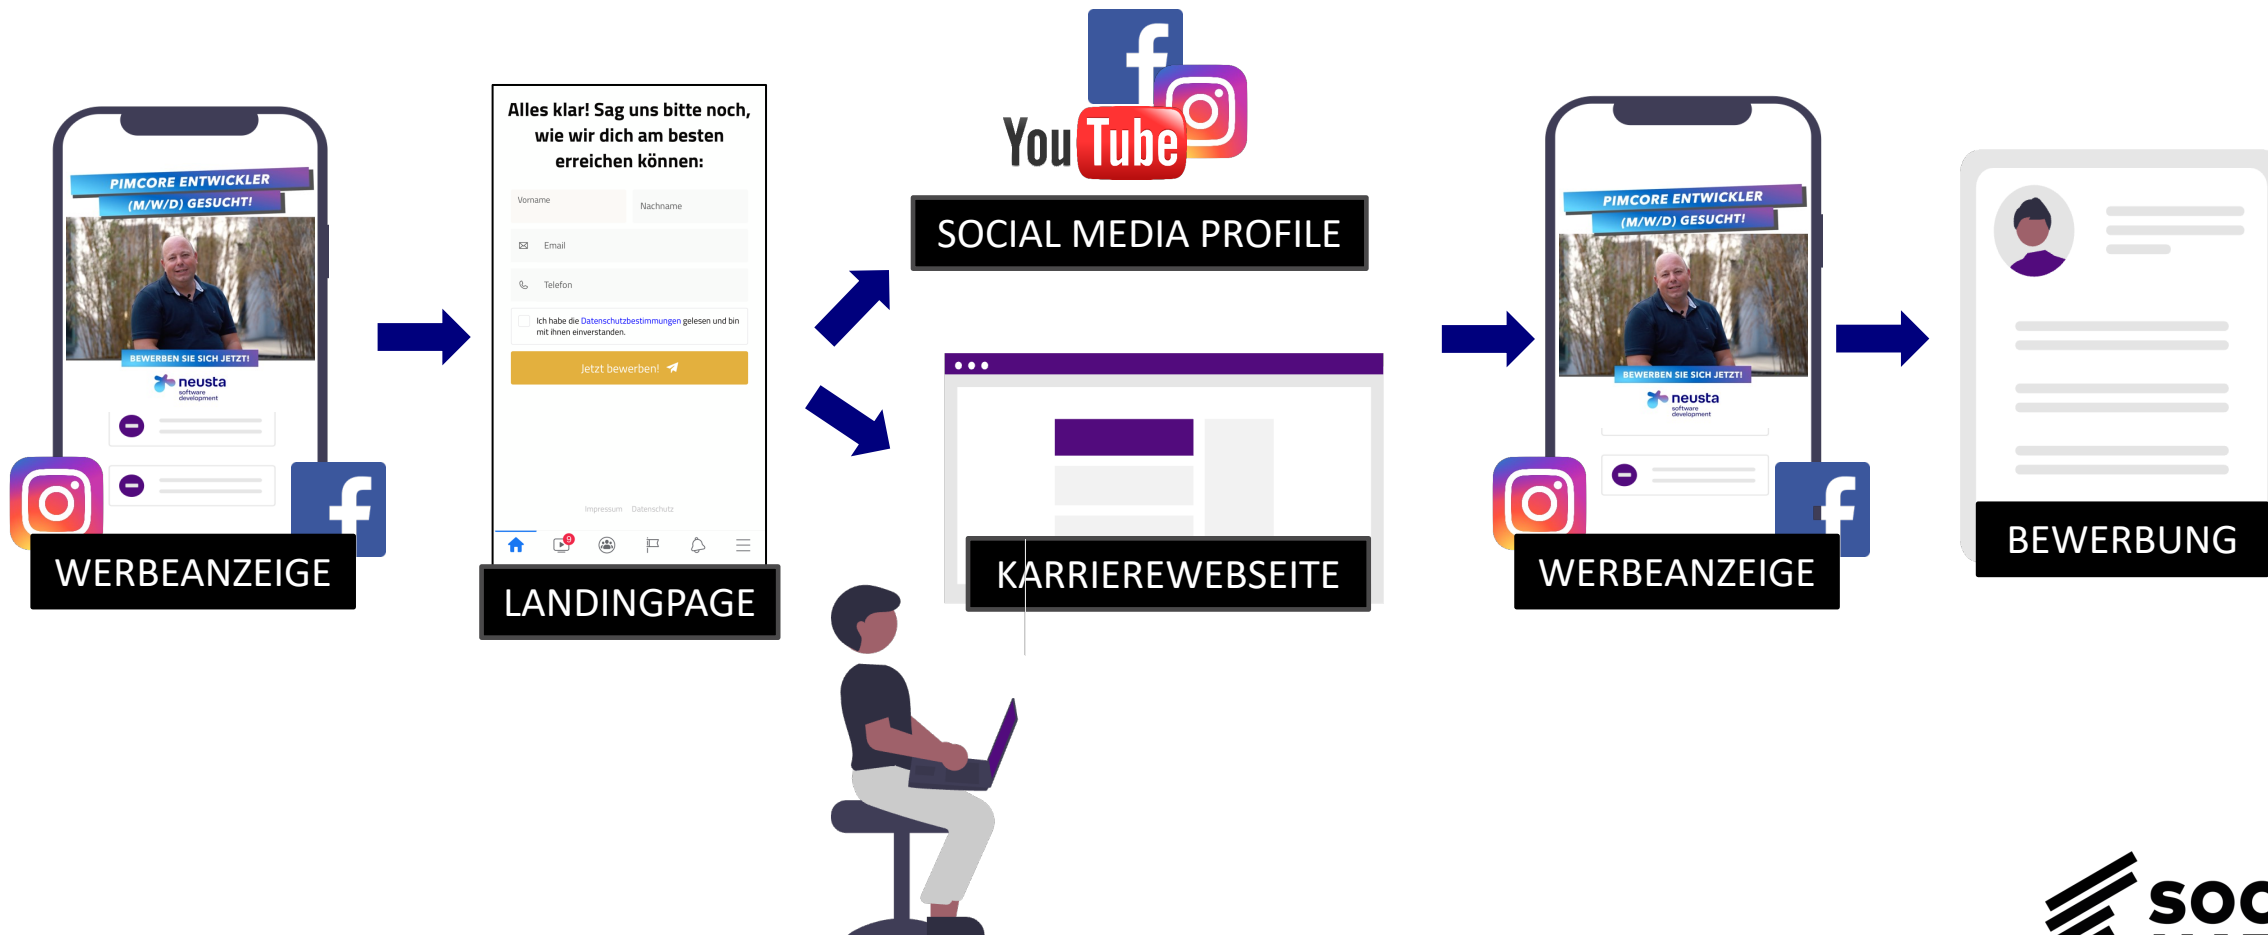 PIMCORE ENTWICKLER
(M/W/D) GESUCHT!
BEWERBEN SIE SICH JETZT!
neusta
software
development
WERBEANZEIGE
Alles klar! Sag uns bitte noch,
wie wir dich am besten
erreichen können:
Vorname
Nachname
Email
Telefon
Ich habe die Datenschutzbestimmungen gelesen und bin
mit ihnen einverstanden.
Jetzt bewerben!
Impressum Datenschutz
9
LANDINGPAGE
YouTube
SOCIAL MEDIA PROFILE
KARRIEREWEBSEITE
PIMCORE ENTWICKLER
(M/W/D) GESUCHT!
BEWERBEN SIE SICH JETZT!
neusta
software
development
WERBEANZEIGE
BEWERBUNG